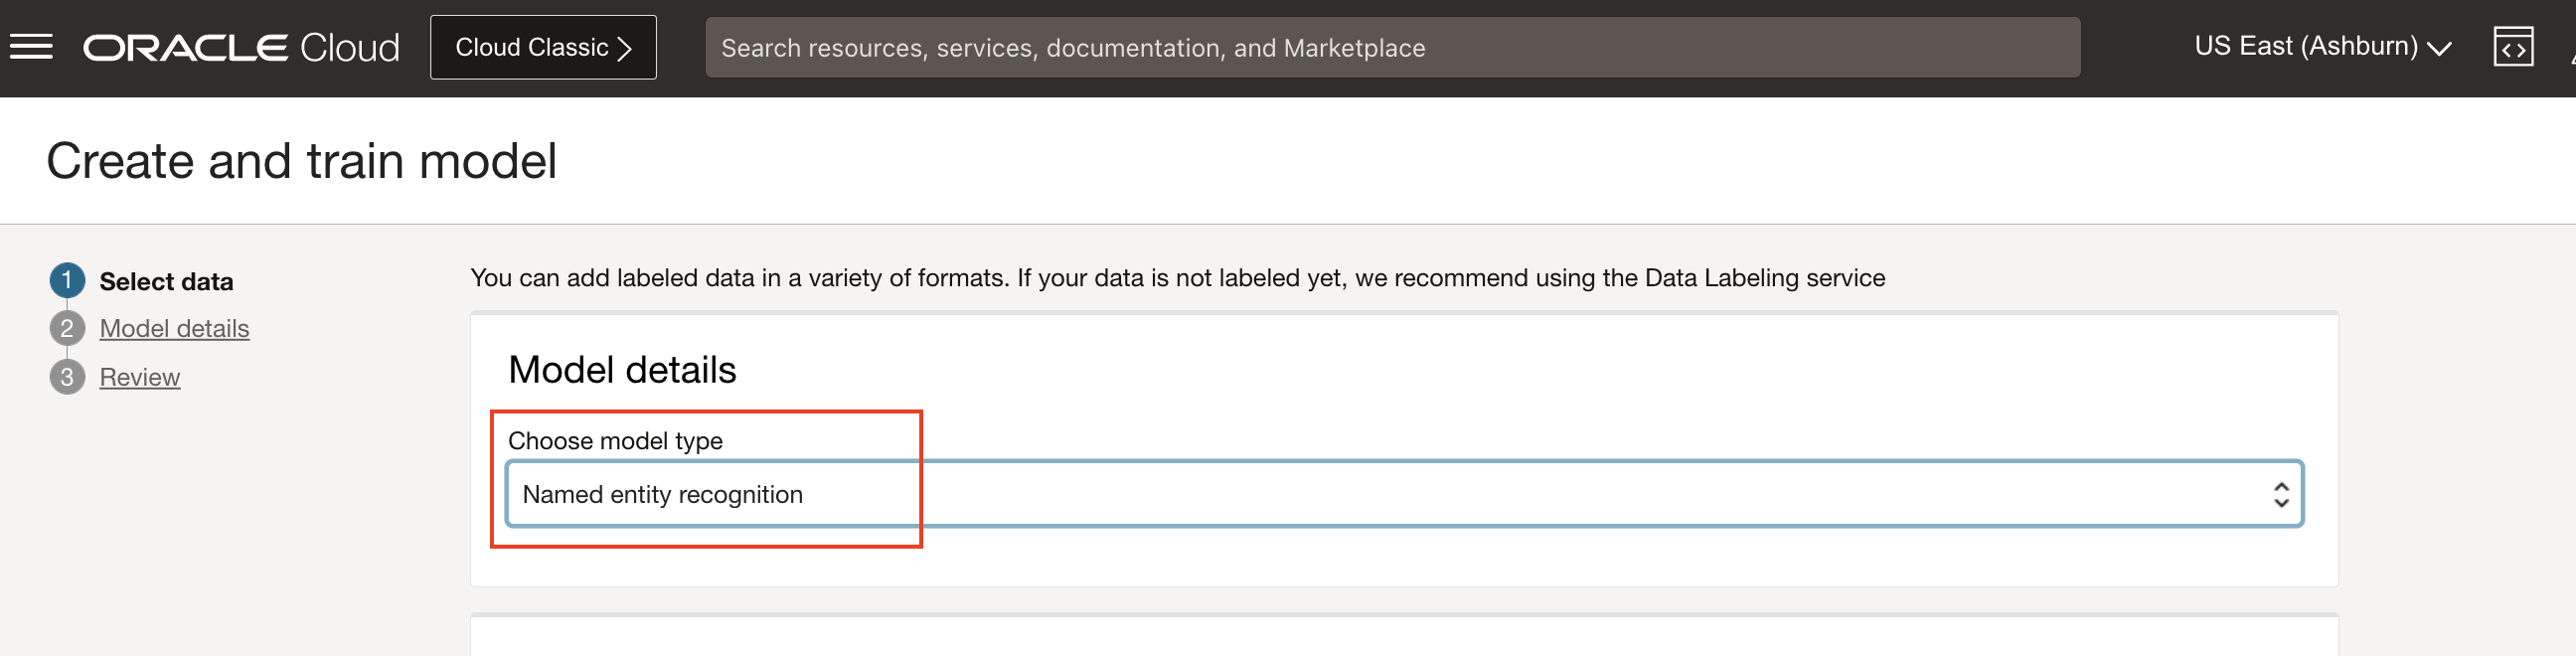 ORACLE Cloud
Cloud Classic
Search resources, services, documentation, and Marketplace
US East (Ashburn)
Create and train model
1 Select data
2 Model details
3 Review
You can add labeled data in a variety of formats. If your data is not labeled yet, we recommend using the Data Labeling service
Model details
Choose model type
Named entity recognition